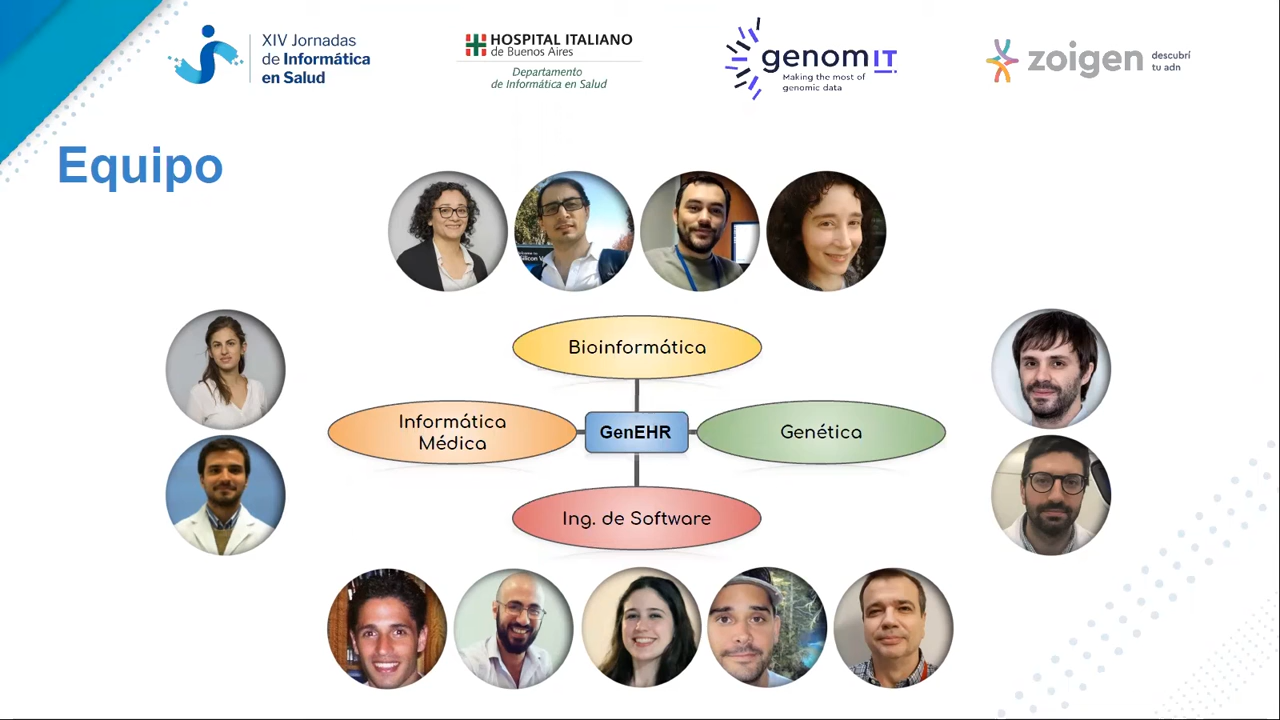 XIV Jornadas
de Informática
en Salud
HOSPITAL ITALIANO
de Buenos Aires
Departamento
de Informática en Salud
genomIT
Making the most of
genomic data
zoigen
descubrí
tu adn
Equipo
Silicon V
Bioinformática
Informática
Médica
GenEHR
Genética
Ing. de Software